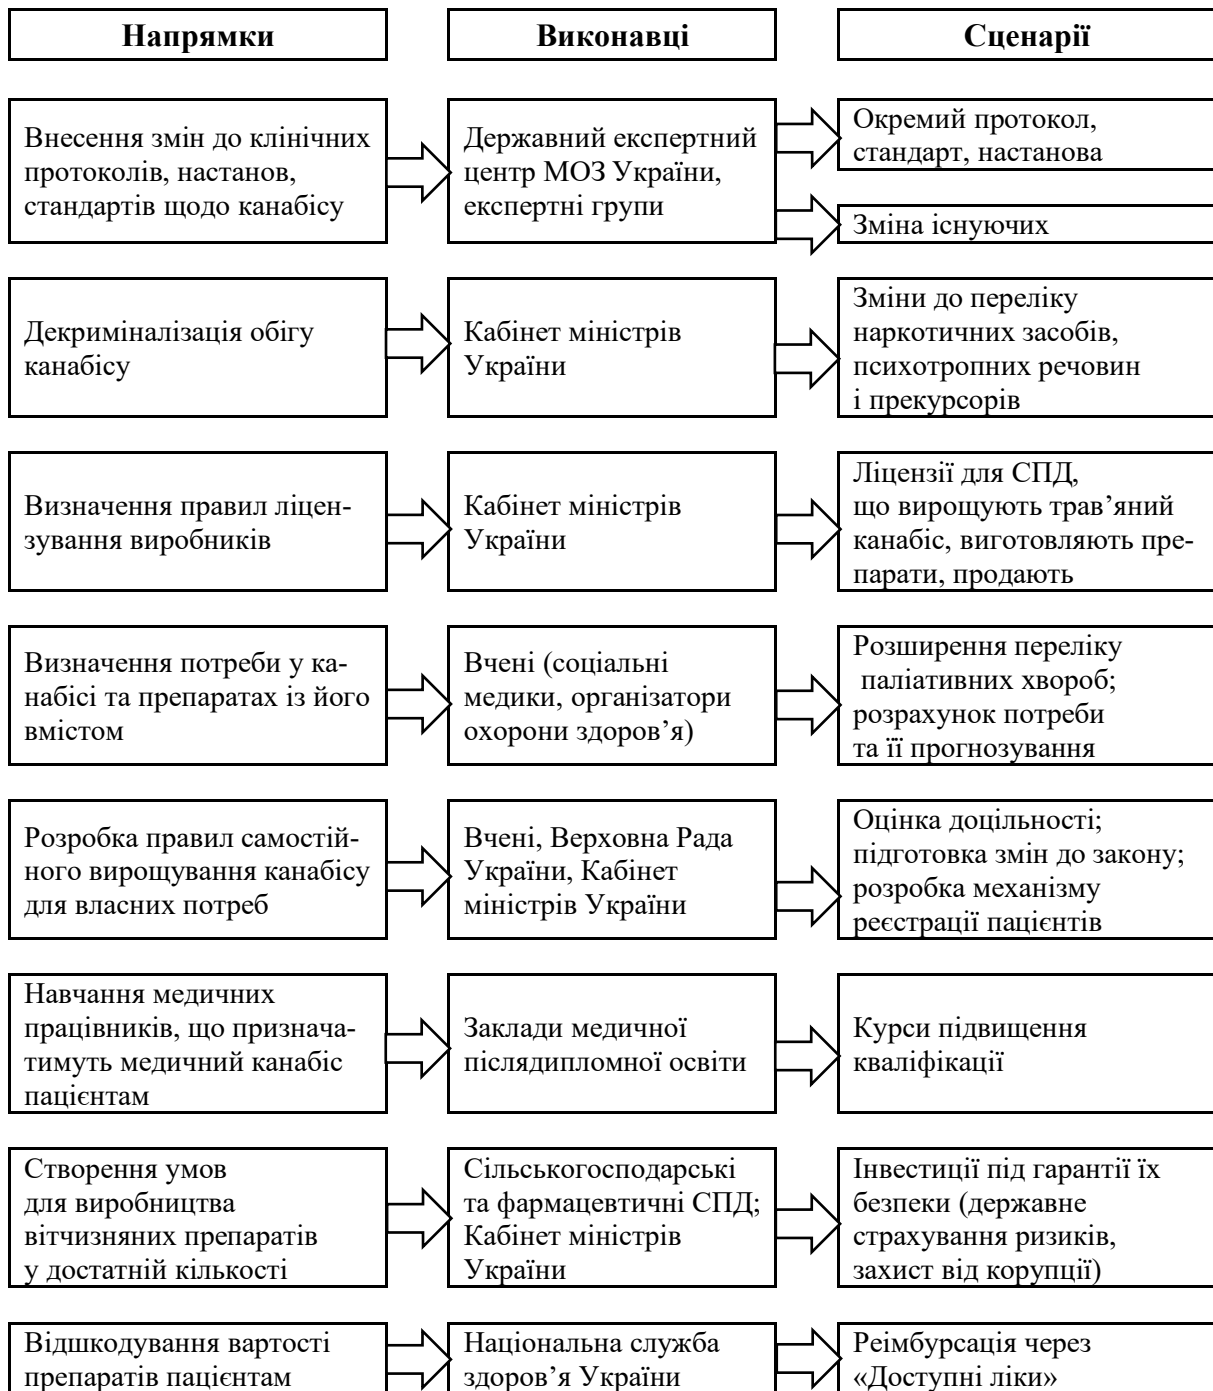 Напрямки
Виконавці
Сценарії
Внесення змін до клінічних
протоколів, настанов,
стандартів щодо канабісу
Державний експертний
центр МОЗ України,
експертні групи
Окремий протокол,
стандарт, настанова
Зміна існуючих
Декриміналізація обігу
канабісу
Кабінет міністрів
України
Зміни до переліку
наркотичних засобів,
психотропних речовин
і прекурсорів
Визначення правил ліцен-
зування виробників
Кабінет міністрів
України
Ліцензії для СПД,
що вирощують трав’яний
канабіс, виготовляють пре-
парати, продають
Визначення потреби у ка-
набісі та препаратах із його
вмістом
Вчені (соціальні
медики, організатори
охорони здоров’я)
Розширення переліку
паліативних хвороб;
розрахунок потреби
та її прогнозування
Розробка правил самостій-
ного вирощування канабісу
для власних потреб
Вчені, Верховна Рада
України, Кабінет
міністрів України
Оцінка доцільності;
підготовка змін до закону;
розробка механізму
реєстрації пацієнтів
Навчання медичних
працівників, що признача-
тимуть медичний канабіс
пацієнтам
Заклади медичної
післядипломної освіти
Курси підвищення
кваліфікації
Створення умов
для виробництва
вітчизняних препаратів
у достатній кількості
Сільськогосподарські
та фармацевтичні СПД;
Кабінет міністрів
України
Інвестиції під гарантії їх
безпеки (державне
страхування ризиків,
захист від корупції)
Відшкодування вартості
препаратів пацієнтам
Національна служба
здоров’я України
Реімбурсація через
«Доступні ліки»